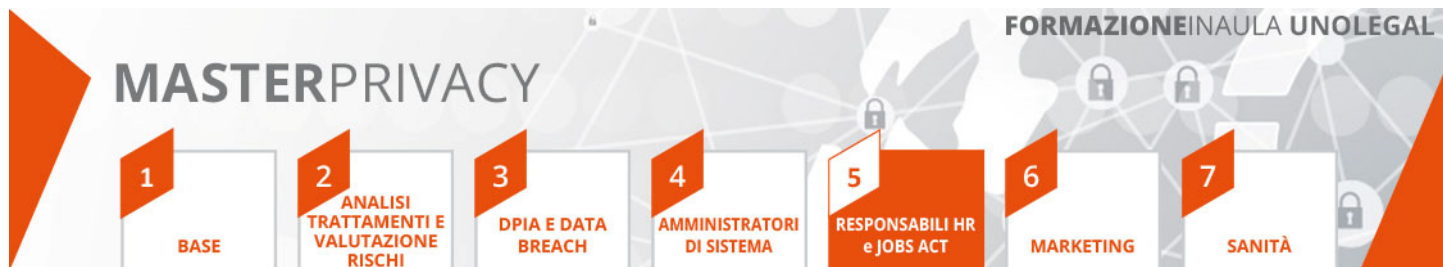 FORMAZIONEINAULA UNOLEGAL
MASTERPRIVACY
1
BASE
2
ANALISI
TRATTAMENTI E
VALUTAZIONE
RISCHI
3
DPIA E DATA
BREACH
4
AMMINISTRATORI
DI SISTEMA
5
RESPONSABILI HR
e JOBS ACT
6
MARKETING
7
SANITÀ